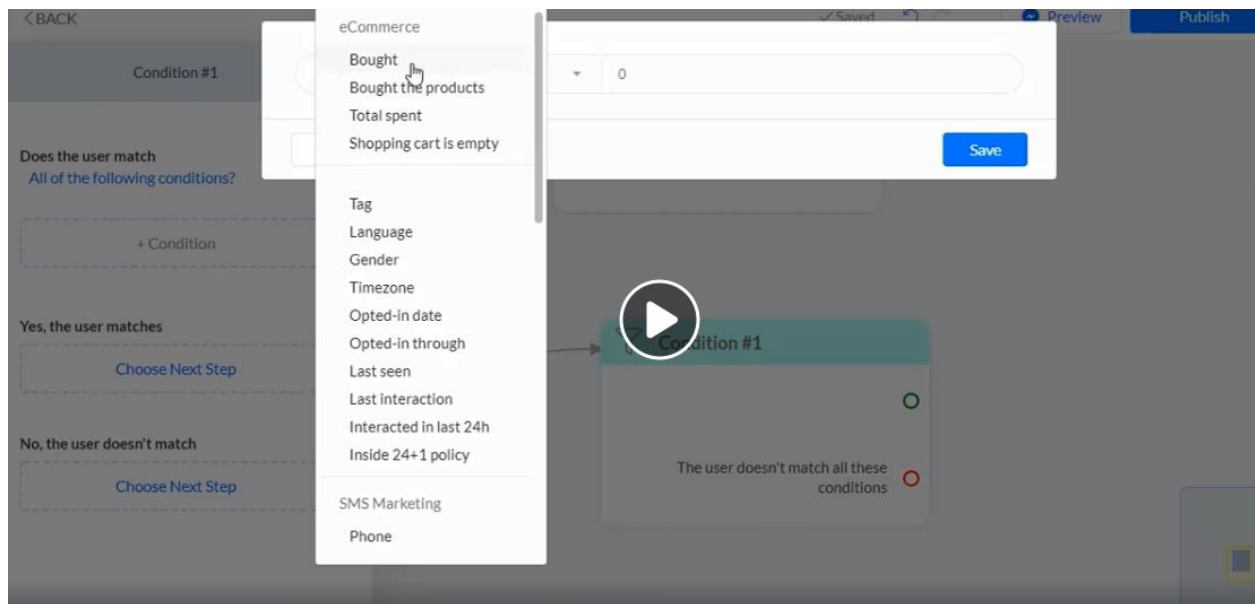 <BACK
Saved
Preview
Publish
eCommerce
Bought
Bought the products
Total spent
Shopping cart is empty
Tag
Language
Gender
Timezone
Opted-in date
Opted-in through
Last seen
Last interaction
Interacted in last 24h
Inside 24+1 policy
SMS Marketing
Phone
0
Save
Condition #1
Does the user match
All of the following conditions?
+ Condition
Yes, the user matches
Choose Next Step
No, the user doesn't match
Choose Next Step
Condition #1
The user doesn't match all these
conditions